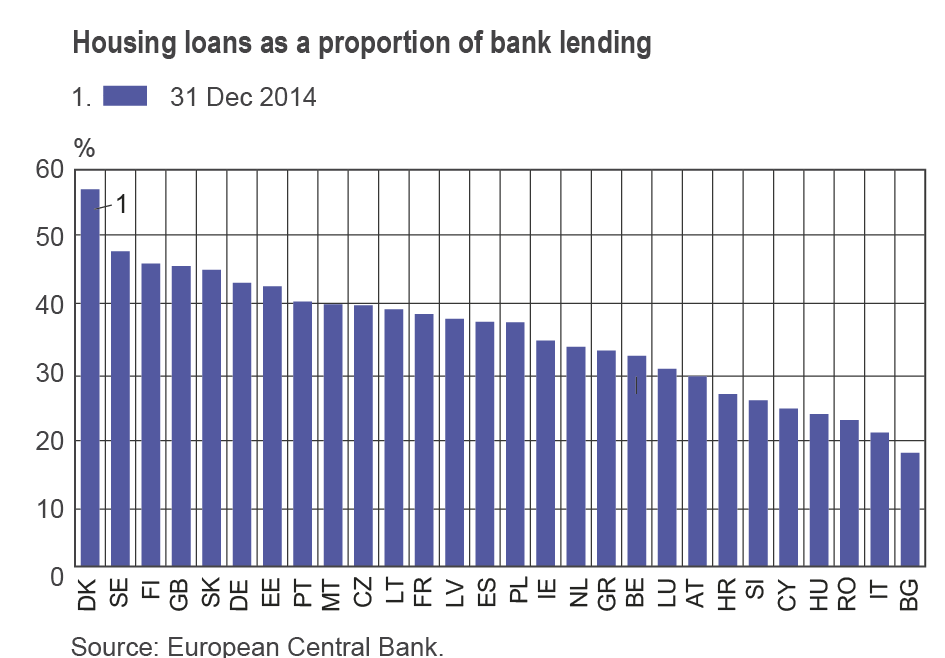 Housing loans as a proportion of bank lending
1. 31 Dec 2014
%
60
1
50
40
30
20
10
0
DK SE FI GB SK DE EE PT MT CZ LT FR LV ES PL IE NL GR BE LU AT HR SI CY HU RO IT BG
Source: European Central Bank.